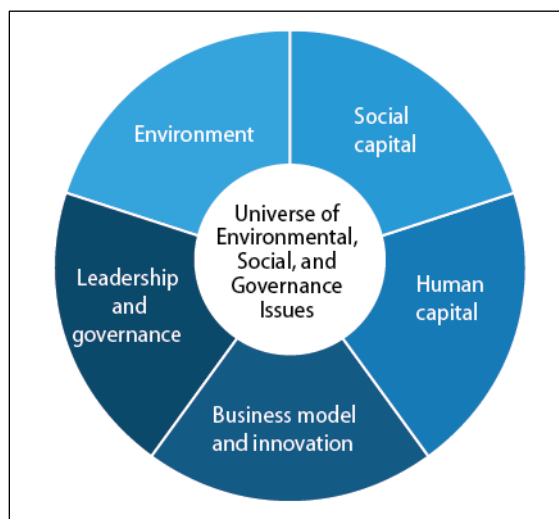 Environment
Social
capital
Universe of
Environmental,
Social, and
Governance
Issues
Leadership
and
governance
Human
capital
Business model
and innovation